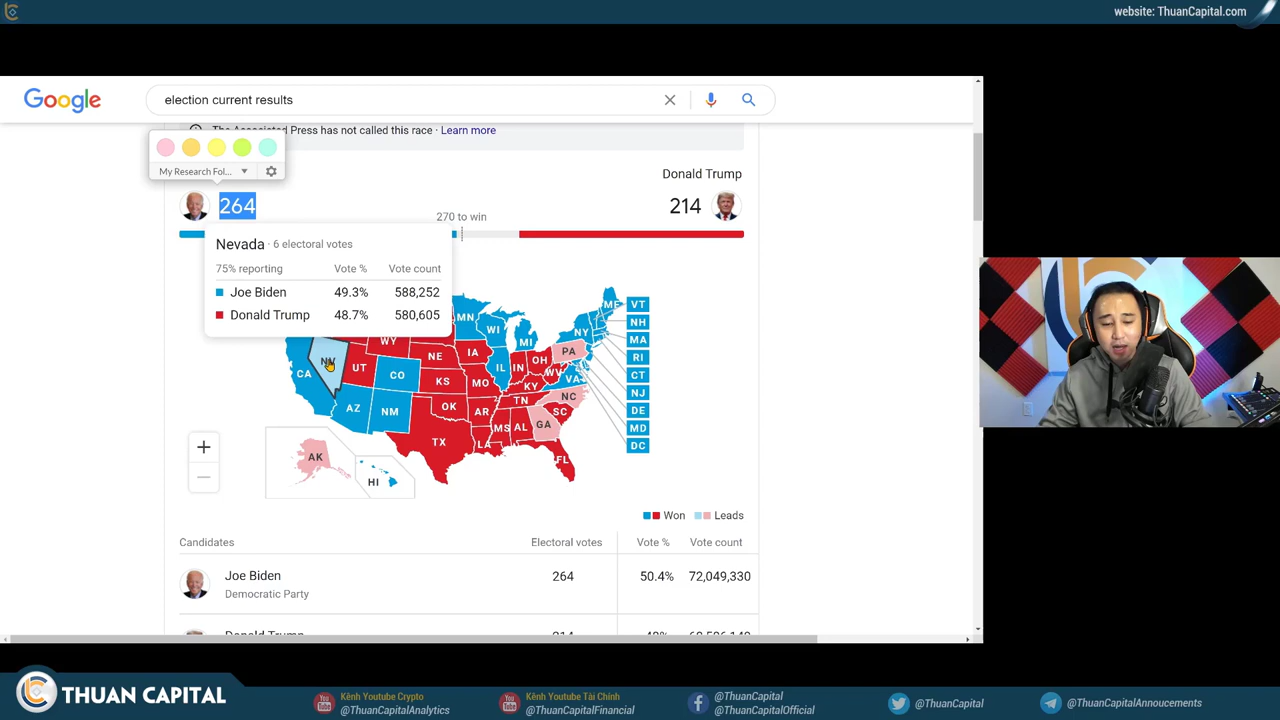 website: ThuanCapital.com
Google
election current results
The Associated Press has not called this race · Learn more
My Research Fol...
Donald Trump
264
270 to win
214
Nevada · 6 electoral votes
75% reporting Vote % Vote count
Joe Biden 49.3% 588,252
Donald Trump 48.7% 580,605
ME VT
MN WI NY NH
MI MA
WY IA PA RI
NV UT NE OH
CA CO IL IN WV CT
KS MO KY VA NJ
AZ NM OK AR TN NC DE
SC
TX MS AL GA MD
LA DC
FL
AK HI
+
−
Won Leads
Candidates Electoral votes Vote % Vote count
Joe Biden 264 50.4% 72,049,330
Democratic Party
Donald Trump 214 48%
THUAN CAPITAL
Kênh Youtube Crypto
@ThuanCapitalAnalytics
Kênh Youtube Tài Chính
@ThuanCapitalFinancial
@ThuanCapital
@ThuanCapitalOfficial
@ThuanCapital
@ThuanCapitalAnnoucements